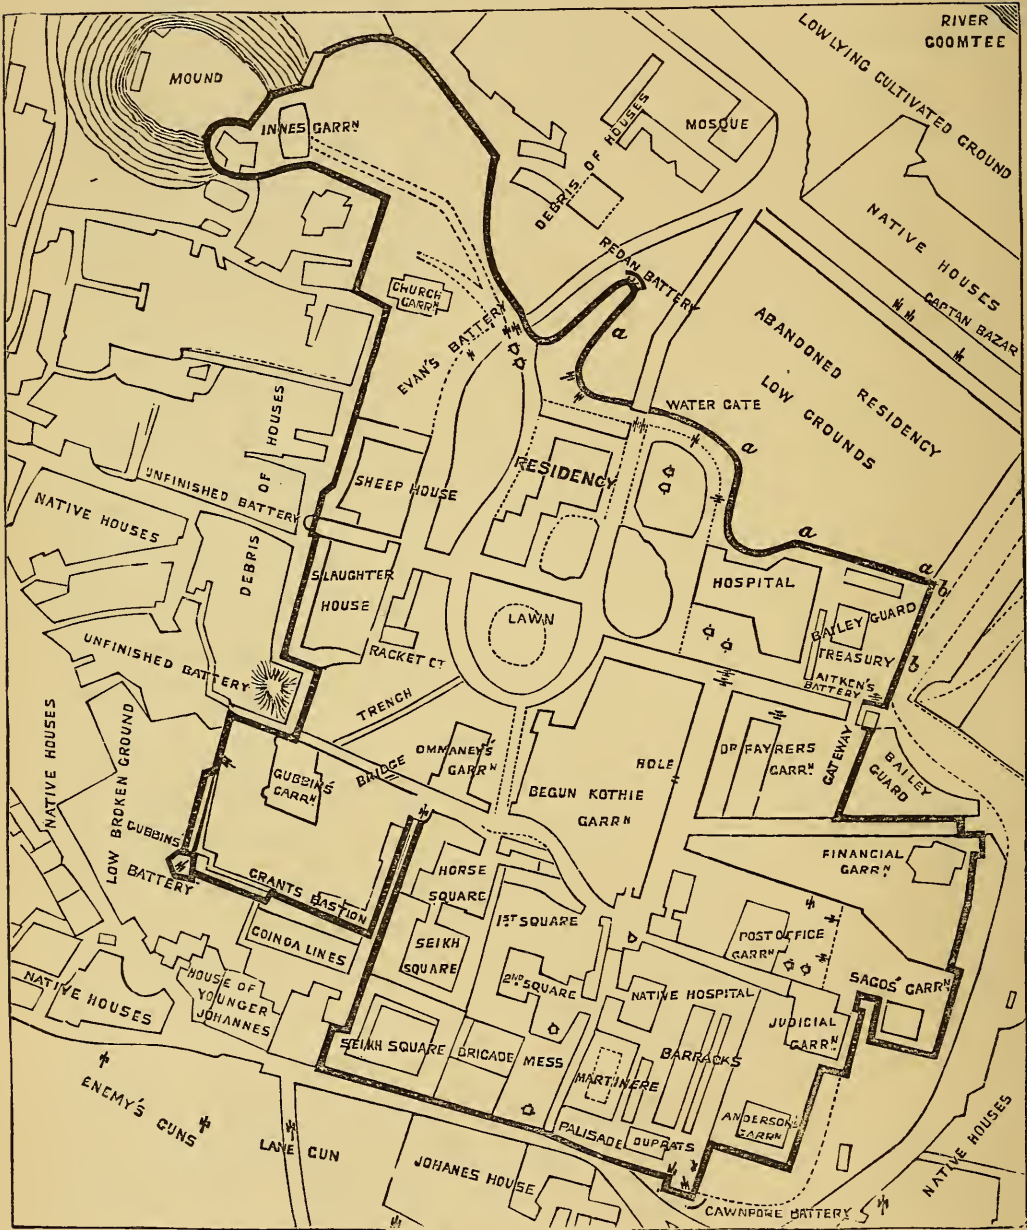 RIVER
GOOMTEE
LOW LYING CULTIVATED GROUND
MOUND
INNES GARRᴺ
MOSQUE
DEBRIS OF HOUSES
NATIVE HOUSES
CAPTAN BAZAR
REDAN BATTERY
CHURCH
GARRᴺ
EVAN'S BATTERY
a
ABANDONED RESIDENCY
LOW GROUNDS
WATER GATE
a
RESIDENCY
SHEEP HOUSE
DEBRIS OF HOUSES
UNFINISHED BATTERY
NATIVE HOUSES
a
a
b
HOSPITAL
SLAUGHTER
HOUSE
LAWN
BAILEY GUARD
TREASURY
b
AITKEN'S
BATTERY
RACKET CT
UNFINISHED BATTERY
TRENCH
BRIDGE
OMMANEY'S
GARRᴺ
HOLE
DR FAYRERS
GARRᴺ
GATEWAY
BAILEY
GUARD
NATIVE HOUSES
LOW BROKEN GROUND
GUBBINS'
GARRᴺ
BEGUN KOTHIE
GARRᴺ
GUBBINS'
BATTERY
GRANTS BASTION
HORSE
SQUARE
FINANCIAL
GARRᴺ
1ST SQUARE
GOINDA LINES
SEIKH
SQUARE
POST OFFICE
GARRᴺ
2ND SQUARE
SAGOS' GARRᴺ
NATIVE HOUSES
HOUSE OF
YOUNGER
JOHANNES
NATIVE HOSPITAL
JUDICIAL
GARRᴺ
SEIKH SQUARE
BRIGADE MESS
BARRACKS
MARTINERE
ENEMY'S GUNS
LANE GUN
PALISADE
DUPRATS
ANDERSONS
GARRᴺ
JOHANES HOUSE
NATIVE HOUSES
CAWNPORE BATTERY